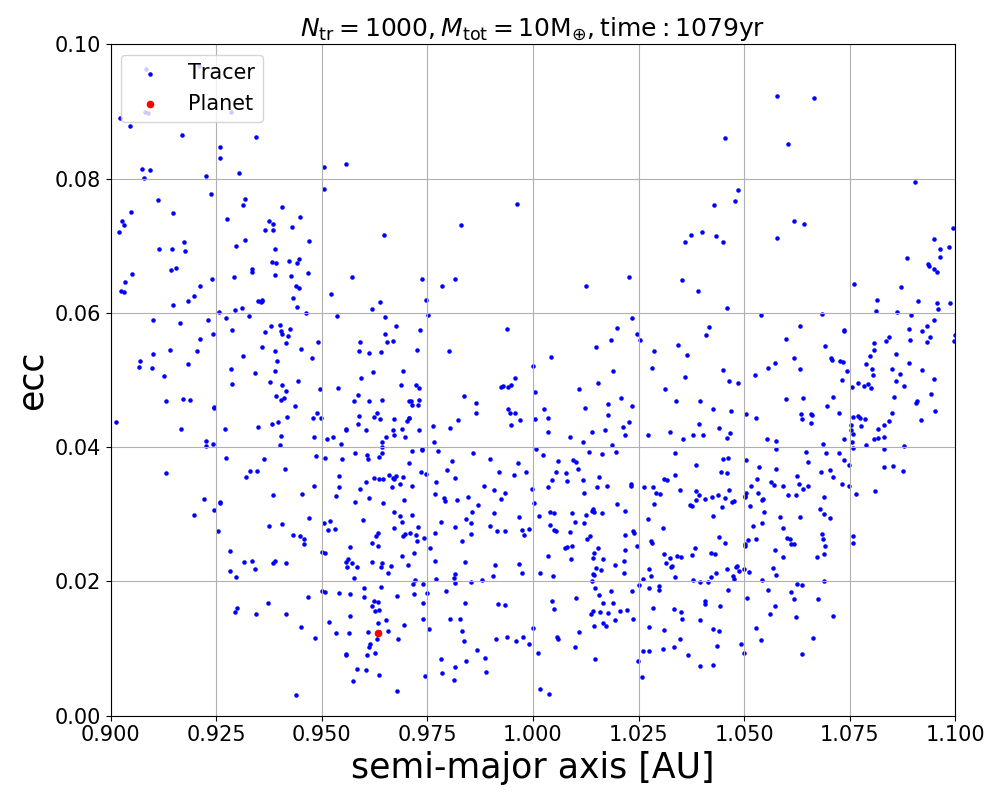 N_tr = 1000, M_tot = 10M_⊕, time : 1079yr
Tracer
Planet
ecc
0.10
0.08
0.06
0.04
0.02
0.00
0.900 0.925 0.950 0.975 1.000 1.025 1.050 1.075 1.100
semi-major axis [AU]